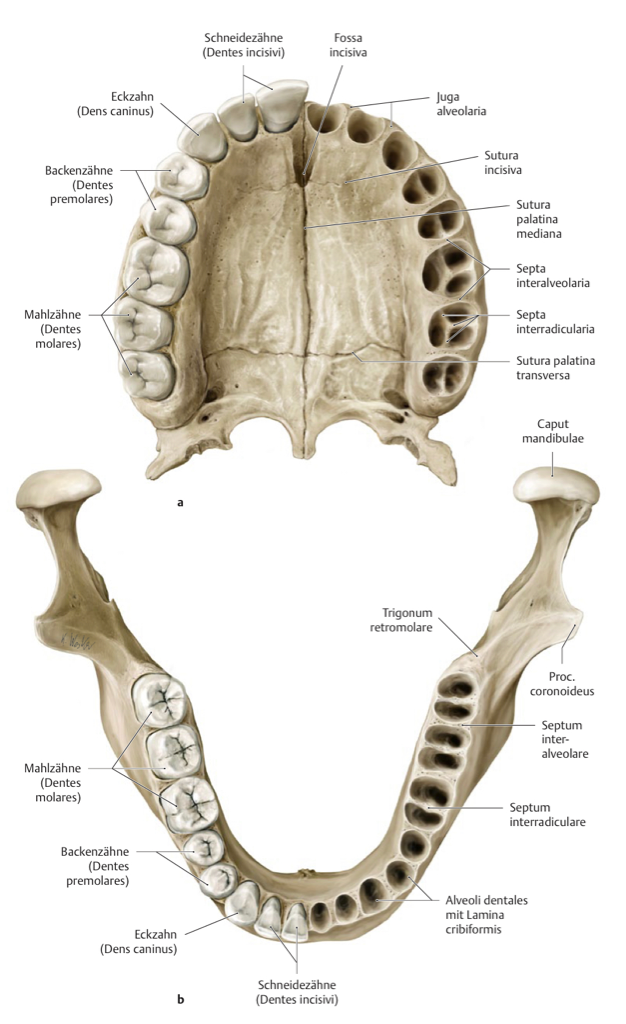 Schneidezähne
(Dentes incisivi)
Fossa
incisiva
Eckzahn
(Dens caninus)
Juga
alveolaria
Backenzähne
(Dentes
premolares)
Sutura
incisiva
Sutura
palatina
mediana
Septa
interalveolaria
Mahlzähne
(Dentes
molares)
Septa
interradicularia
Sutura palatina
transversa
Caput
mandibulae
a
Trigonum
retromolare
Proc.
coronoideus
Septum
inter-
alveolare
Mahlzähne
(Dentes
molares)
Septum
interradiculare
Backenzähne
(Dentes
premolares)
Alveoli dentales
mit Lamina
cribiformis
Eckzahn
(Dens caninus)
Schneidezähne
(Dentes incisivi)
b